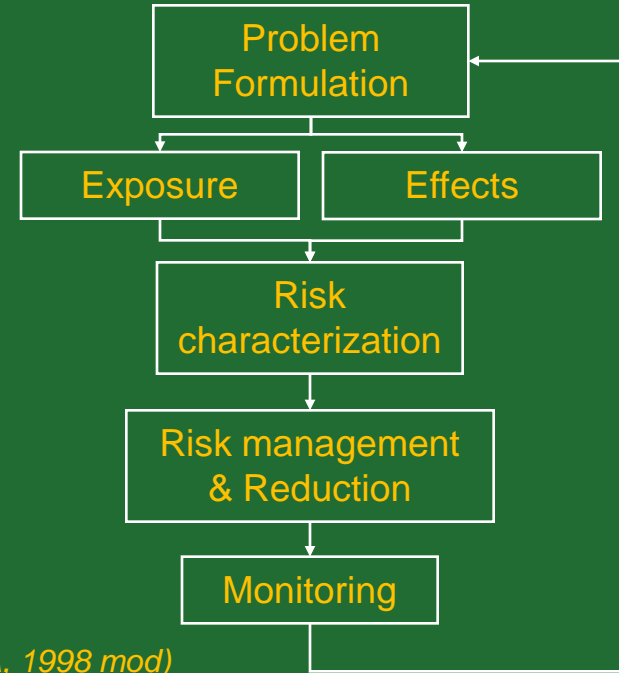 Problem
Formulation
Exposure
Effects
Risk
characterization
Risk management
& Reduction
Monitoring
, 1998 mod)